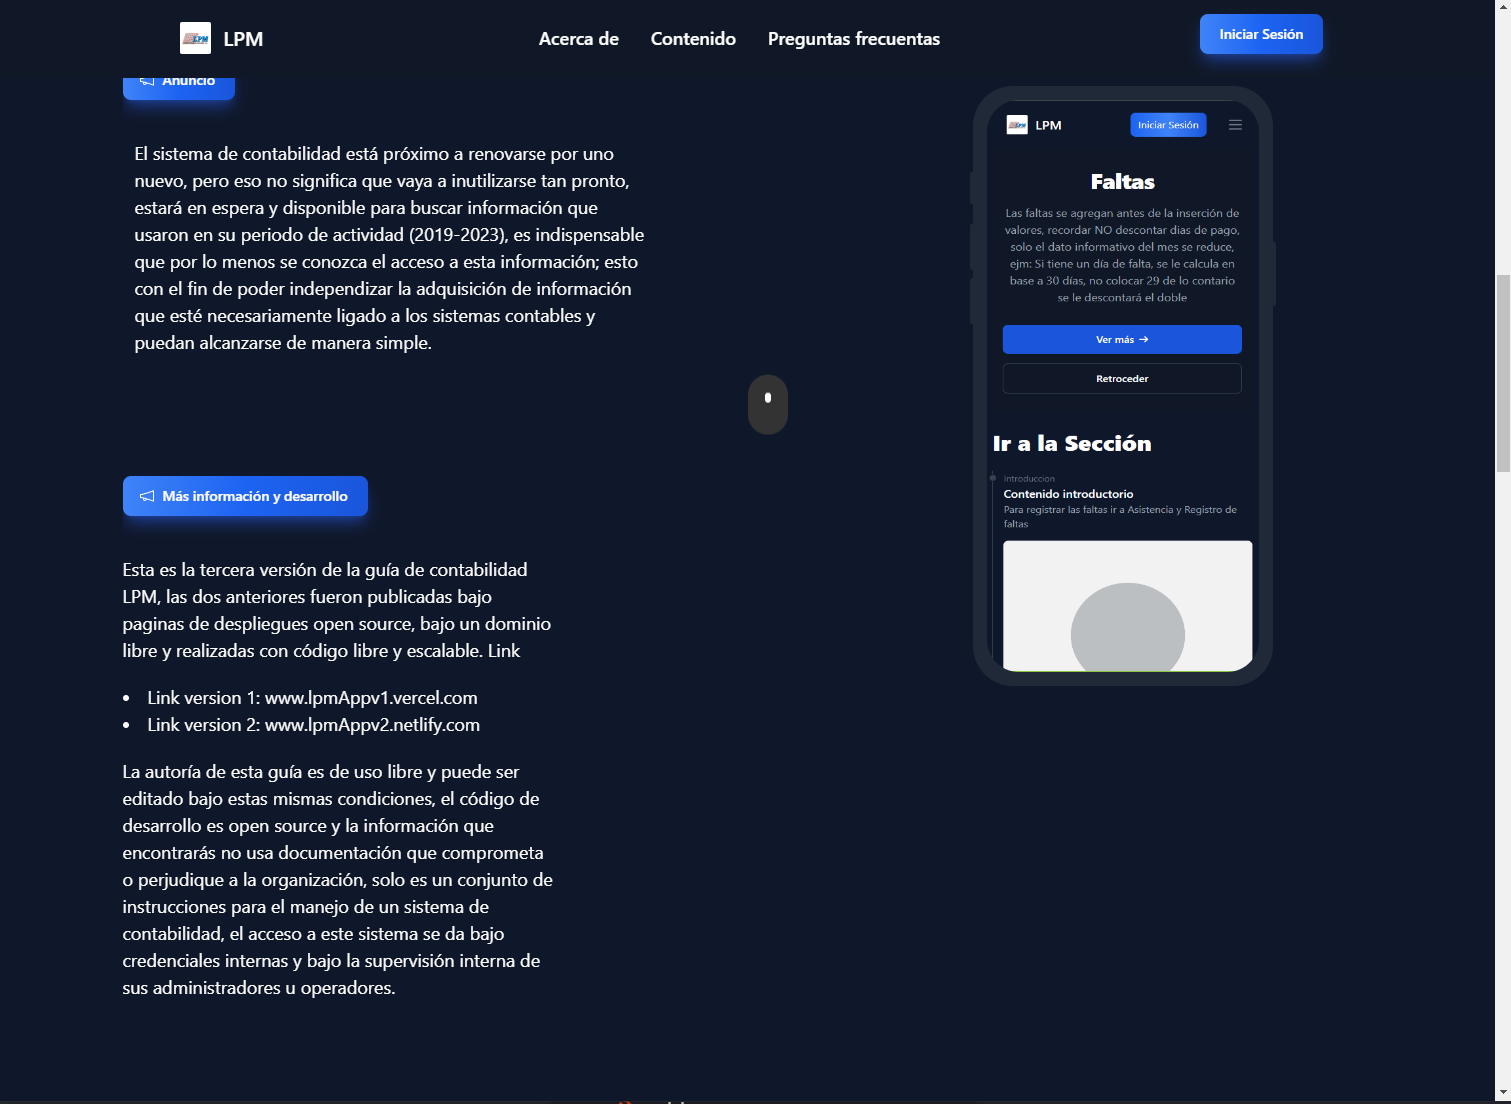 LPM
LPM
Acerca de
Contenido
Preguntas frecuentes
Iniciar Sesión
Anuncio
El sistema de contabilidad está próximo a renovarse por uno
nuevo, pero eso no significa que vaya a inutilizarse tan pronto,
estará en espera y disponible para buscar información que
usaron en su periodo de actividad (2019-2023), es indispensable
que por lo menos se conozca el acceso a esta información; esto
con el fin de poder independizar la adquisición de información
que esté necesariamente ligado a los sistemas contables y
puedan alcanzarse de manera simple.
Más información y desarrollo
Esta es la tercera versión de la guía de contabilidad
LPM, las dos anteriores fueron publicadas bajo
paginas de despliegues open source, bajo un dominio
libre y realizadas con código libre y escalable. Link
• Link version 1: www.lpmAppv1.vercel.com
• Link version 2: www.lpmAppv2.netlify.com
La autoría de esta guía es de uso libre y puede ser
editado bajo estas mismas condiciones, el código de
desarrollo es open source y la información que
encontrarás no usa documentación que comprometa
o perjudique a la organización, solo es un conjunto de
instrucciones para el manejo de un sistema de
contabilidad, el acceso a este sistema se da bajo
credenciales internas y bajo la supervisión interna de
sus administradores u operadores.
LPM
LPM
Iniciar Sesión
Faltas
Las faltas se agregan antes de la inserción de
valores, recordar NO descontar dias de pago,
solo el dato informativo del mes se reduce,
ejm: Si tiene un día de falta, se le calcula en
base a 30 días, no colocar 29 de lo contario
se le descontará el doble
Ver más →
Retroceder
Ir a la Sección
Introduccion
Contenido introductorio
Para registrar las faltas ir a Asistencia y Registro de
faltas